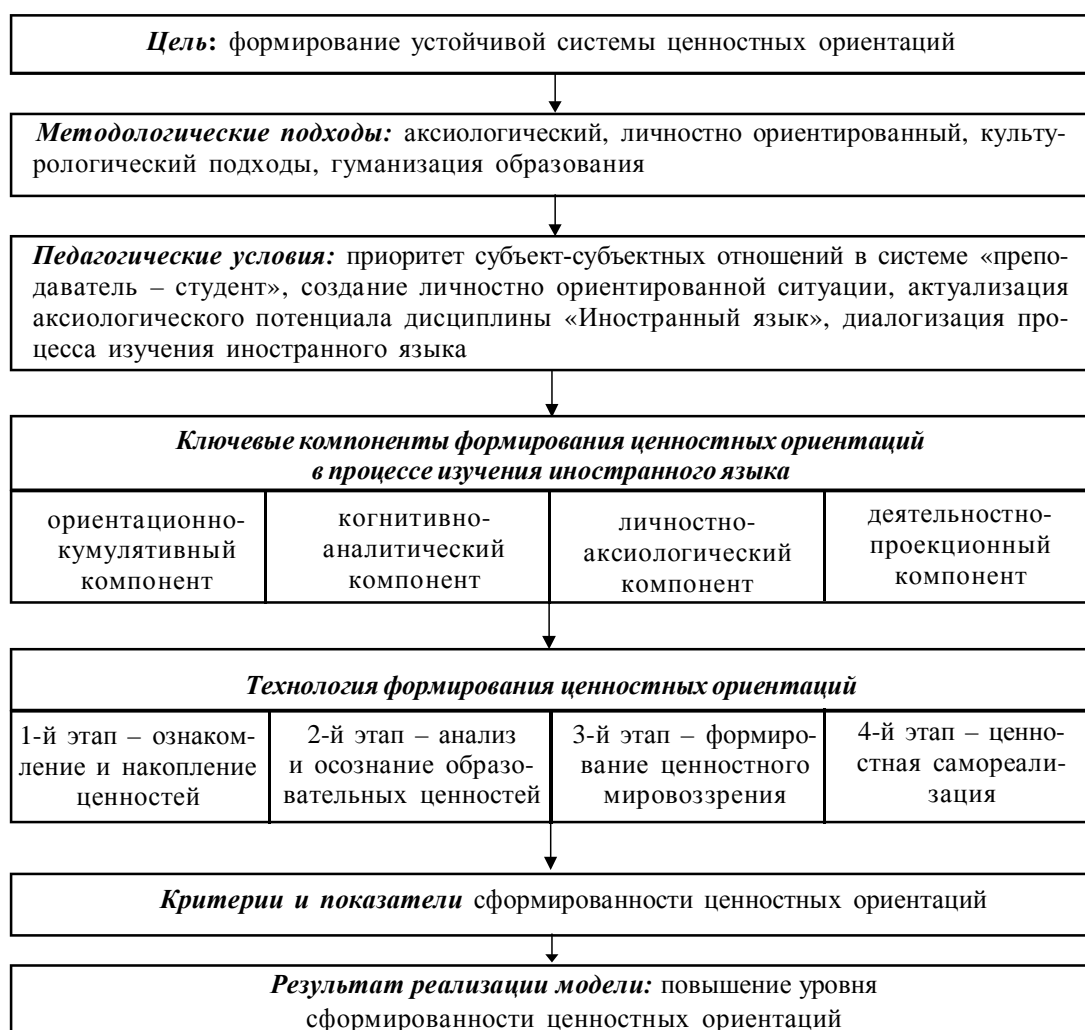 Цель: формирование устойчивой системы ценностных ориентаций
Методологические подходы: аксиологический, личностно ориентированный, культу-
рологический подходы, гуманизация образования
Педагогические условия: приоритет субъект-субъектных отношений в системе «препо-
даватель – студент», создание личностно ориентированной ситуации, актуализация
аксиологического потенциала дисциплины «Иностранный язык», диалогизация про-
цесса изучения иностранного языка
Ключевые компоненты формирования ценностных ориентаций
в процессе изучения иностранного языка
ориентационно-
кумулятивный
компонент
когнитивно-
аналитический
компонент
личностно-
аксиологический
компонент
деятельностно-
проекционный
компонент
Технология формирования ценностных ориентаций
1-й этап – ознаком-
ление и накопление
ценностей
2-й этап – анализ
и осознание образо-
вательных ценностей
3-й этап – формиро-
вание ценностного
мировоззрения
4-й этап – ценно-
стная самореали-
зация
Критерии и показатели сформированности ценностных ориентаций
Результат реализации модели: повышение уровня
сформированности ценностных ориентаций